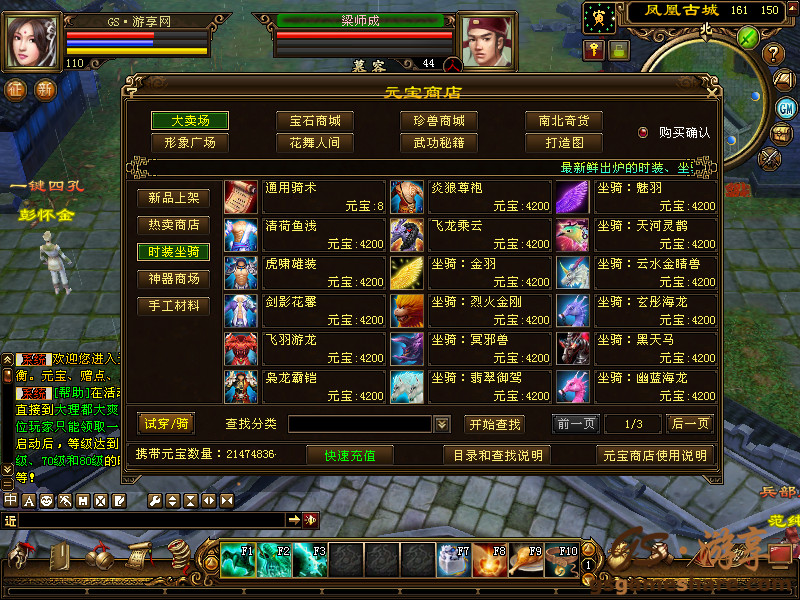 GS·游享网
110
梁师成
慕容
44
凤凰古城 161 150
北
GM
征 新
元宝商店
大卖场 宝石商城 珍兽商城 南北奇货
形象广场 花舞人间 武功秘籍 打造图
购买确认
最新鲜出炉的时装、坐
一键四孔
彭怀金
新品上架
热卖商店
时装坐骑
神器商场
手工材料
通用骑术
元宝:8
炎狼尊袍
元宝:4200
坐骑:魅羽
元宝:4200
清荷鱼浅
元宝:4200
飞龙乘云
元宝:4200
坐骑:天河灵鹊
元宝:4200
虎啸雄装
元宝:4200
坐骑:金羽
元宝:4200
坐骑:云水金睛兽
元宝:4200
剑影花馨
元宝:4200
坐骑:烈火金刚
元宝:4200
坐骑:玄彤海龙
元宝:4200
飞羽游龙
元宝:4200
坐骑:冥邪兽
元宝:4200
坐骑:黑天马
元宝:4200
枭龙霸铠
元宝:4200
坐骑:翡翠御驾
元宝:4200
坐骑:幽蓝海龙
元宝:4200
试穿/骑 查找分类 开始查找 前一页 1/3 后一页
携带元宝数量:21474836 快速充值 目录和查找说明 元宝商店使用说明
系统 欢迎您进入
衡。元宝、赠点、
系统 [帮助]在活
直接到大理都大爽
位玩家只能领取一
启动后，等级达到
级、70级和80级的
等!
中 A
近
兵部
范纯
F1 F2 F3 F7 F8 F9 F10
1
GS·游享